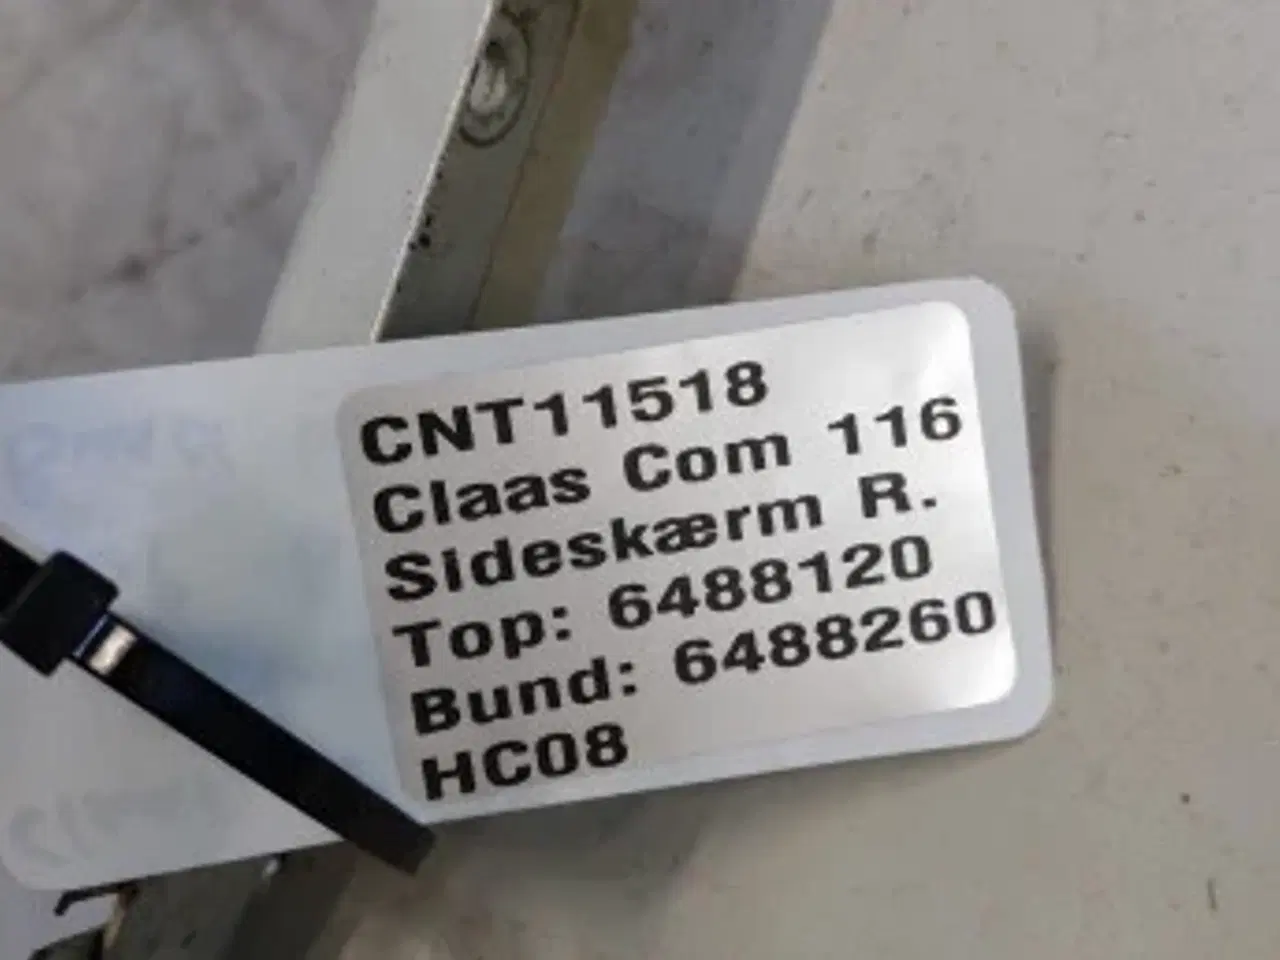 CNT11518
Claas Com 116
Sideskærm R.
Top: 6488120
Bund: 6488260
HC08